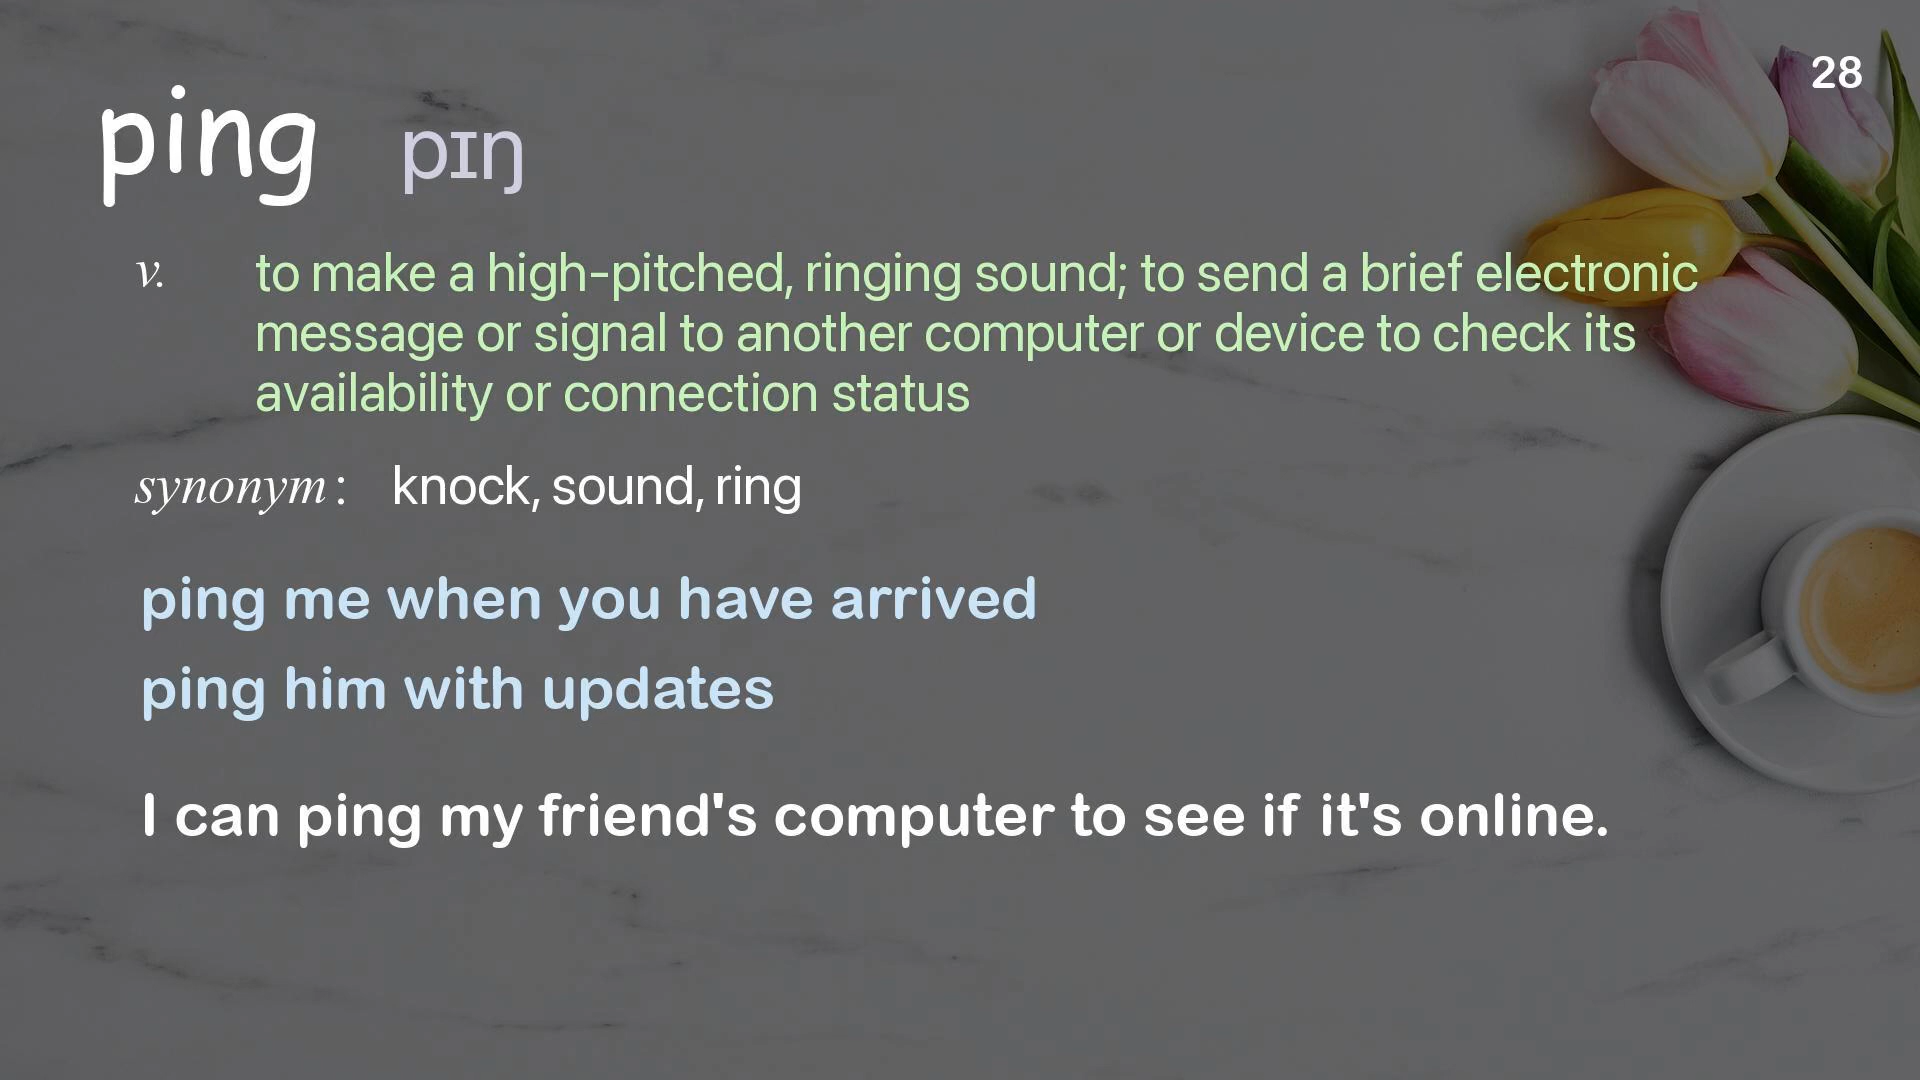 28
ping pɪŋ
v. to make a high-pitched, ringing sound; to send a brief electronic
message or signal to another computer or device to check its
availability or connection status
synonym: knock, sound, ring
ping me when you have arrived
ping him with updates
I can ping my friend's computer to see if it's online.